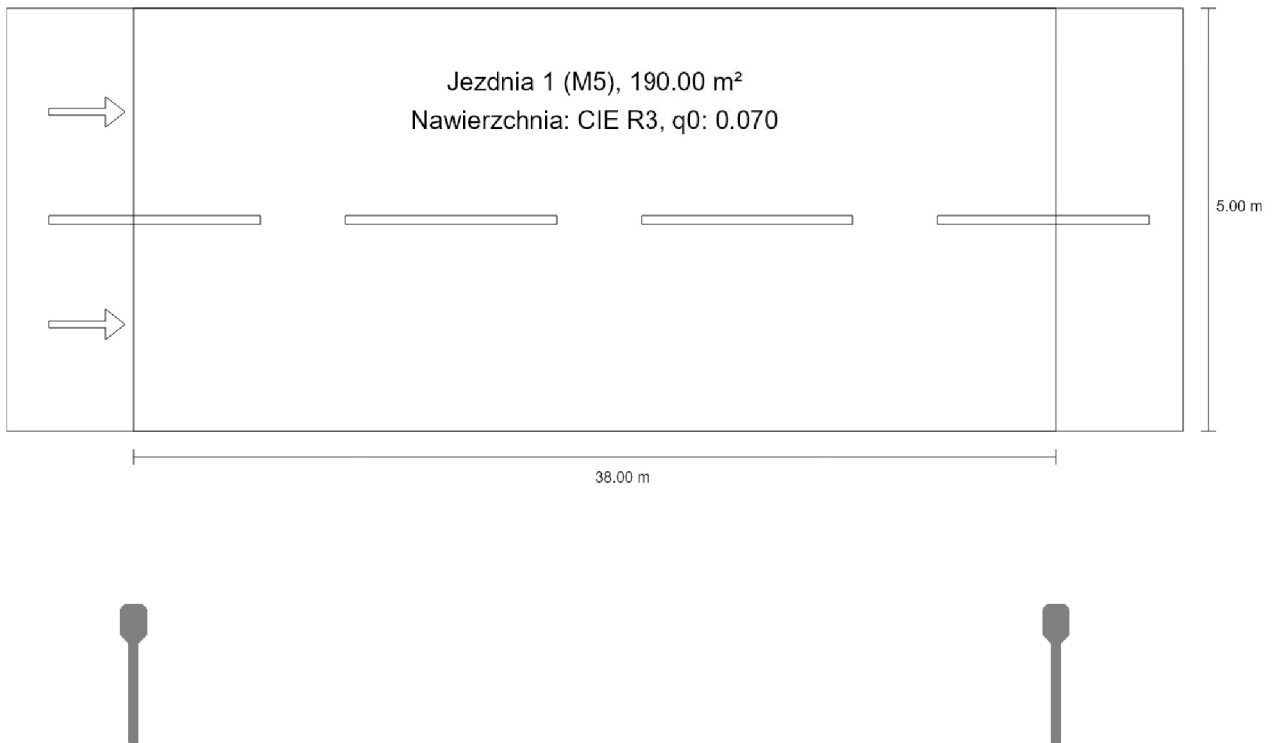 Jezdnia 1 (M5), 190.00 m²
Nawierzchnia: CIE R3, q0: 0.070
5.00 m
38.00 m